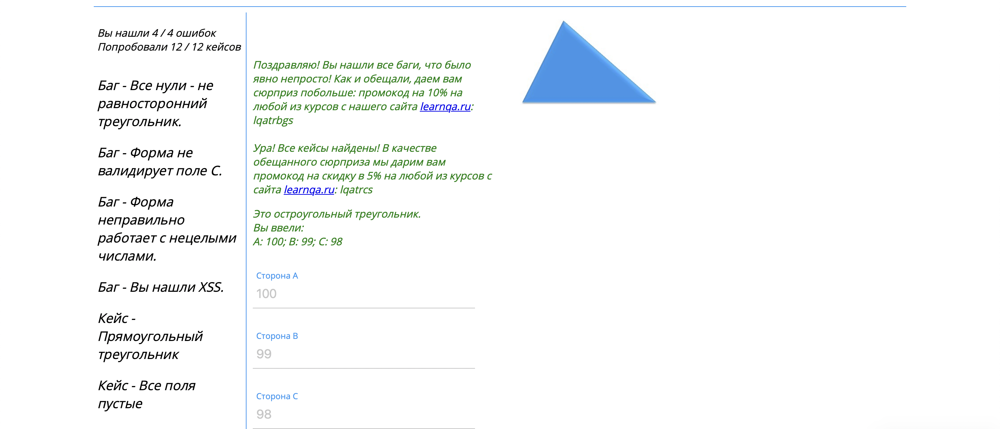 Вы нашли 4 / 4 ошибок
Попробовали 12 / 12 кейсов
Баг - Все нули - не
равносторонний
треугольник.
Баг - Форма не
валидирует поле C.
Баг - Форма
неправильно
работает с нецелыми
числами.
Баг - Вы нашли XSS.
Кейс -
Прямоугольный
треугольник
Кейс - Все поля
пустые
Поздравляю! Вы нашли все баги, что было
явно непросто! Как и обещали, даем вам
сюрприз побольше: промокод на 10% на
любой из курсов с нашего сайта learnqa.ru:
lqatrbgs
Ура! Все кейсы найдены! В качестве
обещанного сюрприза мы дарим вам
промокод на скидку в 5% на любой из курсов с
сайта learnqa.ru: lqatrcs
Это остроугольный треугольник.
Вы ввели:
A: 100; B: 99; C: 98
Сторона A
100
Сторона B
99
Сторона C
98